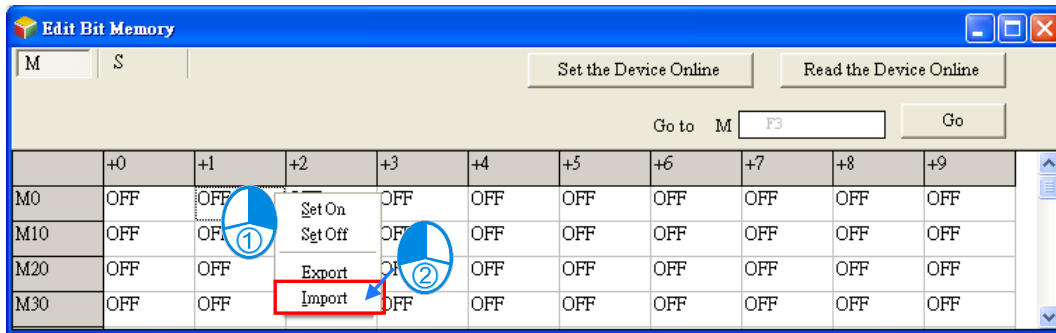 Edit Bit Memory
M S Set the Device Online Read the Device Online
Go to M F3 Go
+0 +1 +2 +3 +4 +5 +6 +7 +8 +9
M0 OFF OFF OFF OFF OFF OFF OFF OFF OFF
Set On
M10 OFF OFF OFF OFF OFF OFF OFF OFF OFF
① Set Off
M20 OFF OFF OFF OFF OFF OFF OFF OFF
Export ②
M30 OFF OFF OFF OFF OFF OFF OFF OFF OFF
Import